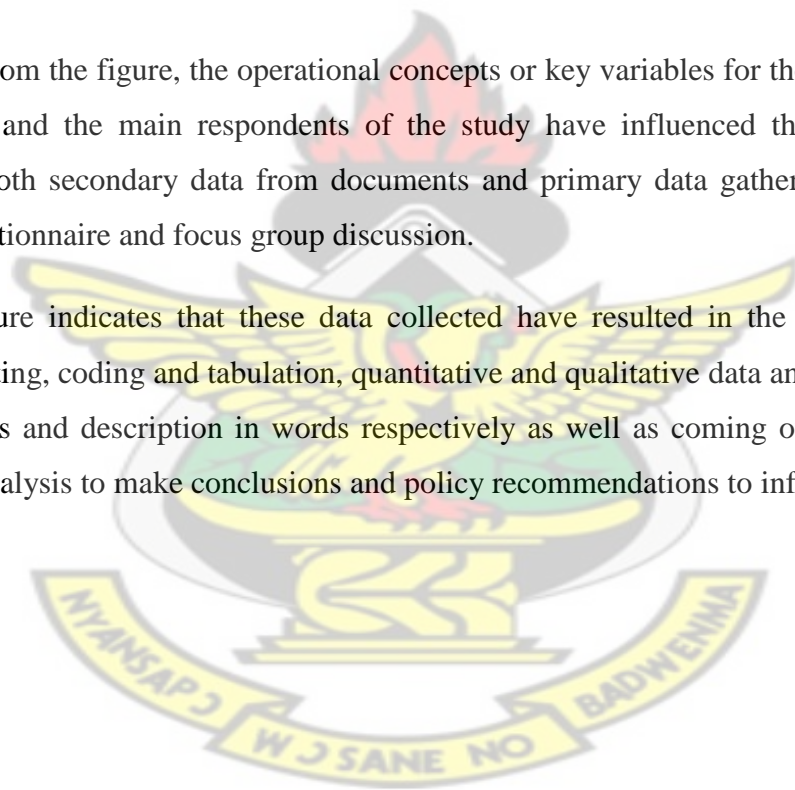 om the figure, the operational concepts or key variables for th
and the main respondents of the study have influenced th
oth secondary data from documents and primary data gather
tionnaire and focus group discussion.
ure indicates that these data collected have resulted in the
ting, coding and tabulation, quantitative and qualitative data an
s and description in words respectively as well as coming o
alysis to make conclusions and policy recommendations to inf
NYANSAPƆ WƆ SANE NO BADWENMA